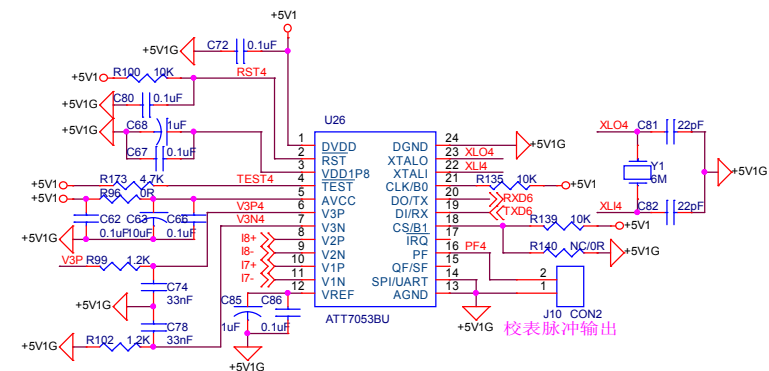 +5V1
+5V1G C72 0.1uF
+5V1 R100 10K RST4
+5V1G C80 0.1uF
+5V1G C68 1uF
C67 0.1uF
+5V1 R173 4.7K TEST4
+5V1 R96 0R
V3P4
V3N4
C62 C63 C65
0.1uF 10uF 0.1uF
+5V1G
V3P R99 1.2K
C74
33nF
+5V1G
C78
33nF
+5V1G R102 1.2K
I8+
I8-
I7+
I7-
C85 C86
1uF 0.1uF
+5V1G
U26
1 DVDD DGND 24
2 RST XTALO 23
3 VDD1P8 XTALI 22
4 TEST CLK/B0 21
5 AVCC DO/TX 20
6 V3P DI/RX 19
7 V3N CS/B1 18
8 V2P IRQ 17
9 V2N PF 16
10 V1P QF/SF 15
11 V1N SPI/UART 14
12 VREF AGND 13
ATT7053BU
+5V1G
XLO4
XLI4
R135 10K +5V1
RXD6
TXD6
R139 10K
+5V1
PF4
R140 NC/0R +5V1G
2
1
J10 CON2
校表脉冲输出
+5V1G
XLO4 C81 22pF
Y1
6M
+5V1G
XLI4 C82 22pF